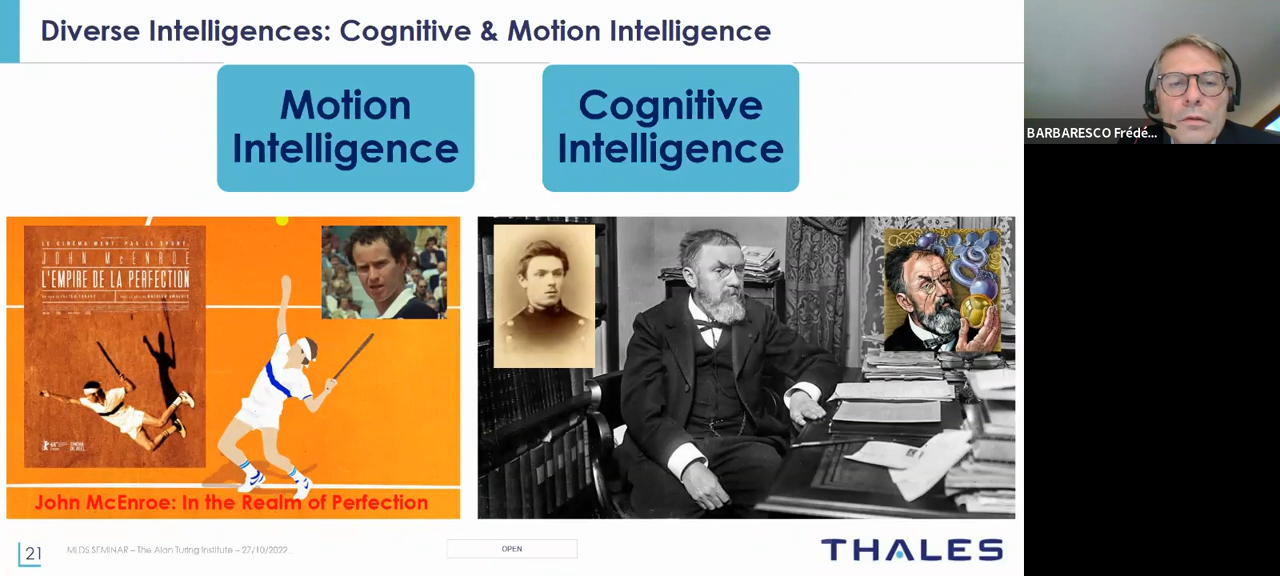 Diverse Intelligences: Cognitive & Motion Intelligence
Motion
Intelligence
Cognitive
Intelligence
LE CINÉMA MENT, PAS LE SPORT.
JOHN McENROE
L'EMPIRE DE LA PERFECTION
John McEnroe: In the Realm of Perfection
21
MLDS SEMINAR – The Alan Turing Institute – 27/10/2022
OPEN
THALES
BARBARESCO Frédé...